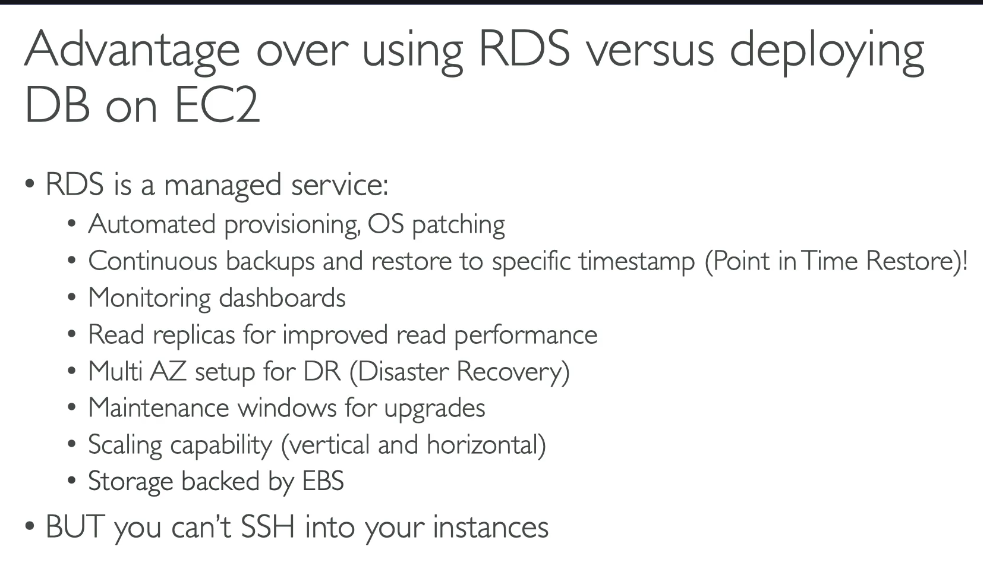 Advantage over using RDS versus deploying
DB on EC2
• RDS is a managed service:
• Automated provisioning, OS patching
• Continuous backups and restore to specific timestamp (Point in Time Restore)!
• Monitoring dashboards
• Read replicas for improved read performance
• Multi AZ setup for DR (Disaster Recovery)
• Maintenance windows for upgrades
• Scaling capability (vertical and horizontal)
• Storage backed by EBS
• BUT you can't SSH into your instances